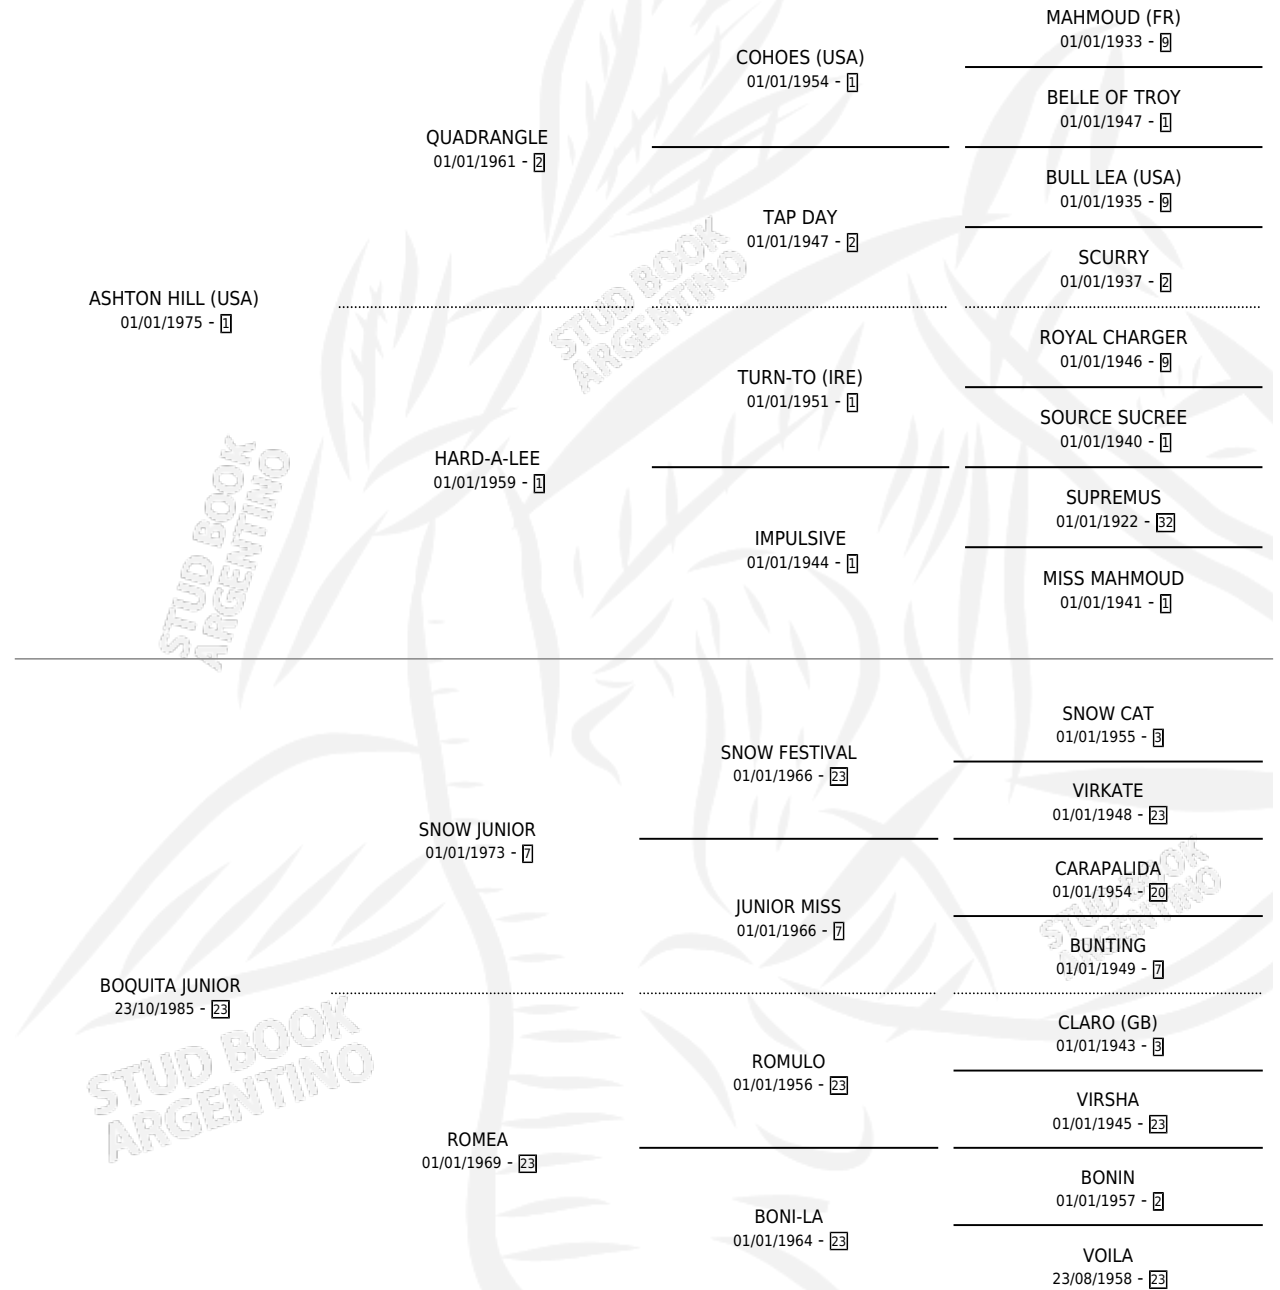 MAHMOUD (FR)
01/01/1933 - 9
COHOES (USA)
01/01/1954 - 1
BELLE OF TROY
01/01/1947 - 1
QUADRANGLE
01/01/1961 - 2
BULL LEA (USA)
01/01/1935 - 9
TAP DAY
01/01/1947 - 2
SCURRY
01/01/1937 - 2
ASHTON HILL (USA)
01/01/1975 - 1
ROYAL CHARGER
01/01/1946 - 9
TURN-TO (IRE)
01/01/1951 - 1
SOURCE SUCREE
01/01/1940 - 1
HARD-A-LEE
01/01/1959 - 1
SUPREMUS
01/01/1922 - 32
IMPULSIVE
01/01/1944 - 1
MISS MAHMOUD
01/01/1941 - 1
STUD BOOK
ARGENTINO
STUD BOOK
ARGENTINO
SNOW CAT
01/01/1955 - 3
SNOW FESTIVAL
01/01/1966 - 23
VIRKATE
01/01/1948 - 23
SNOW JUNIOR
01/01/1973 - 7
CARAPALIDA
01/01/1954 - 20
JUNIOR MISS
01/01/1966 - 7
BUNTING
01/01/1949 - 7
BOQUITA JUNIOR
23/10/1985 - 23
CLARO (GB)
01/01/1943 - 3
ROMULO
01/01/1956 - 23
VIRSHA
01/01/1945 - 23
ROMEA
01/01/1969 - 23
BONIN
01/01/1957 - 2
BONI-LA
01/01/1964 - 23
VOILA
23/08/1958 - 23
STUD BOOK
ARGENTINO
STUD BOOK
ARGENTINO